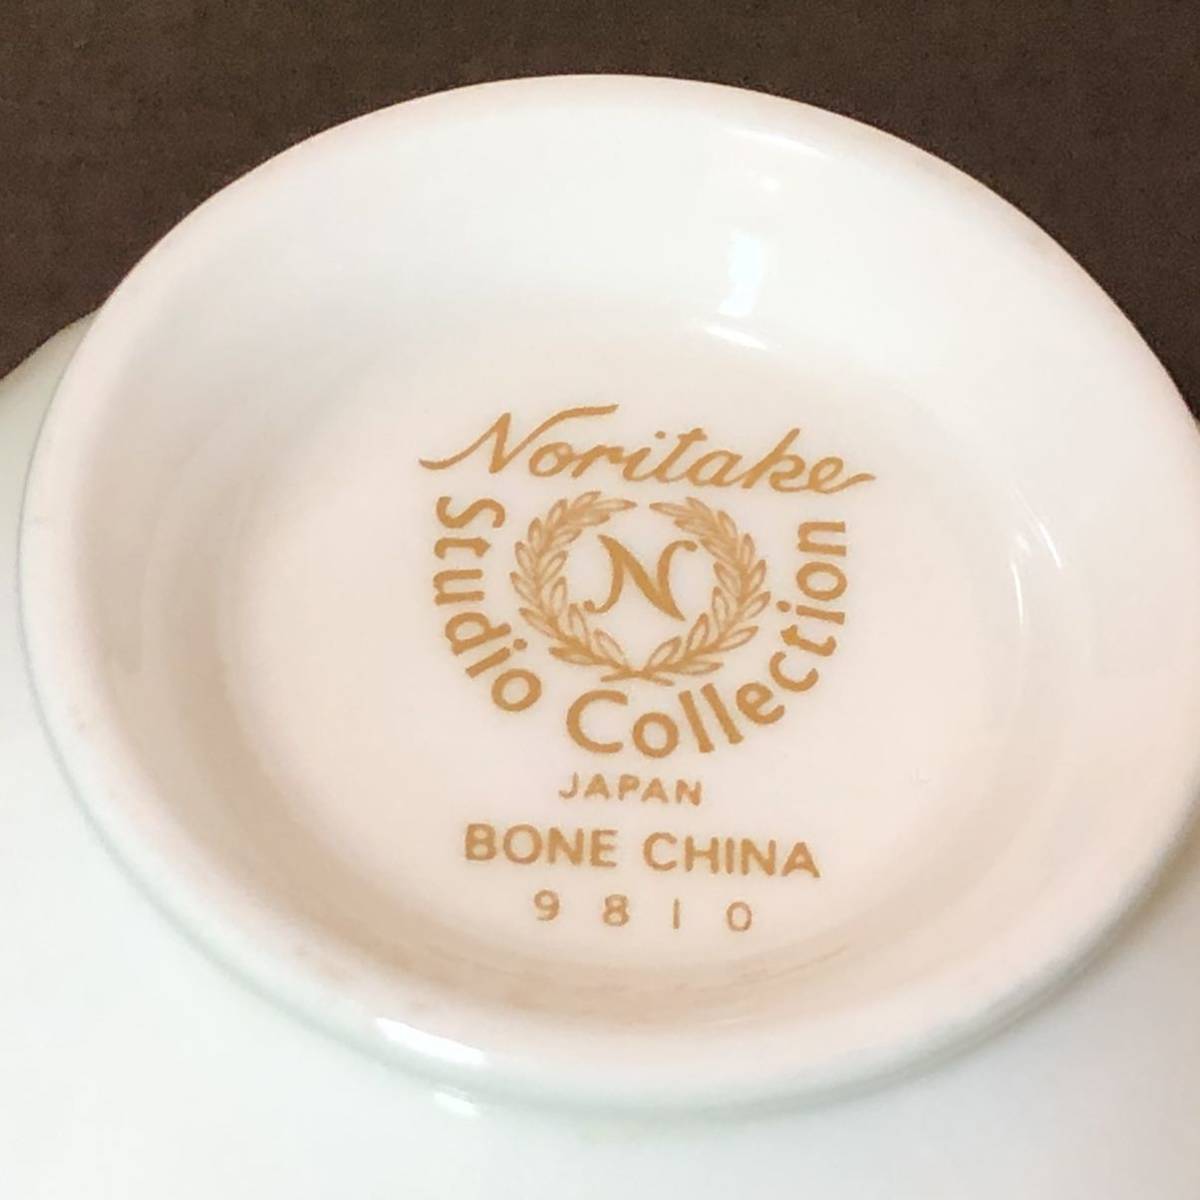 Noritake
N
Studio Collection
JAPAN
BONE CHINA
9810